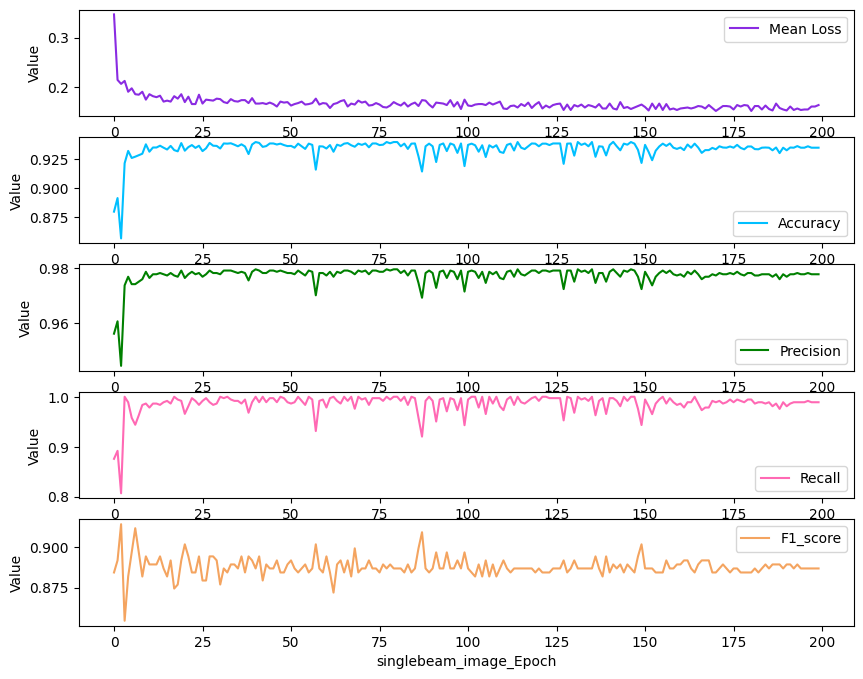 Value
0.3
0.2
Mean Loss
0 25 50 75 100 125 150 175 200
Value
0.925
0.900
0.875
Accuracy
0 25 50 75 100 125 150 175 200
Value
0.98
0.96
Precision
0 25 50 75 100 125 150 175 200
Value
1.0
0.9
0.8
Recall
0 25 50 75 100 125 150 175 200
Value
0.900
0.875
F1_score
0 25 50 75 100 125 150 175 200
singlebeam_image_Epoch